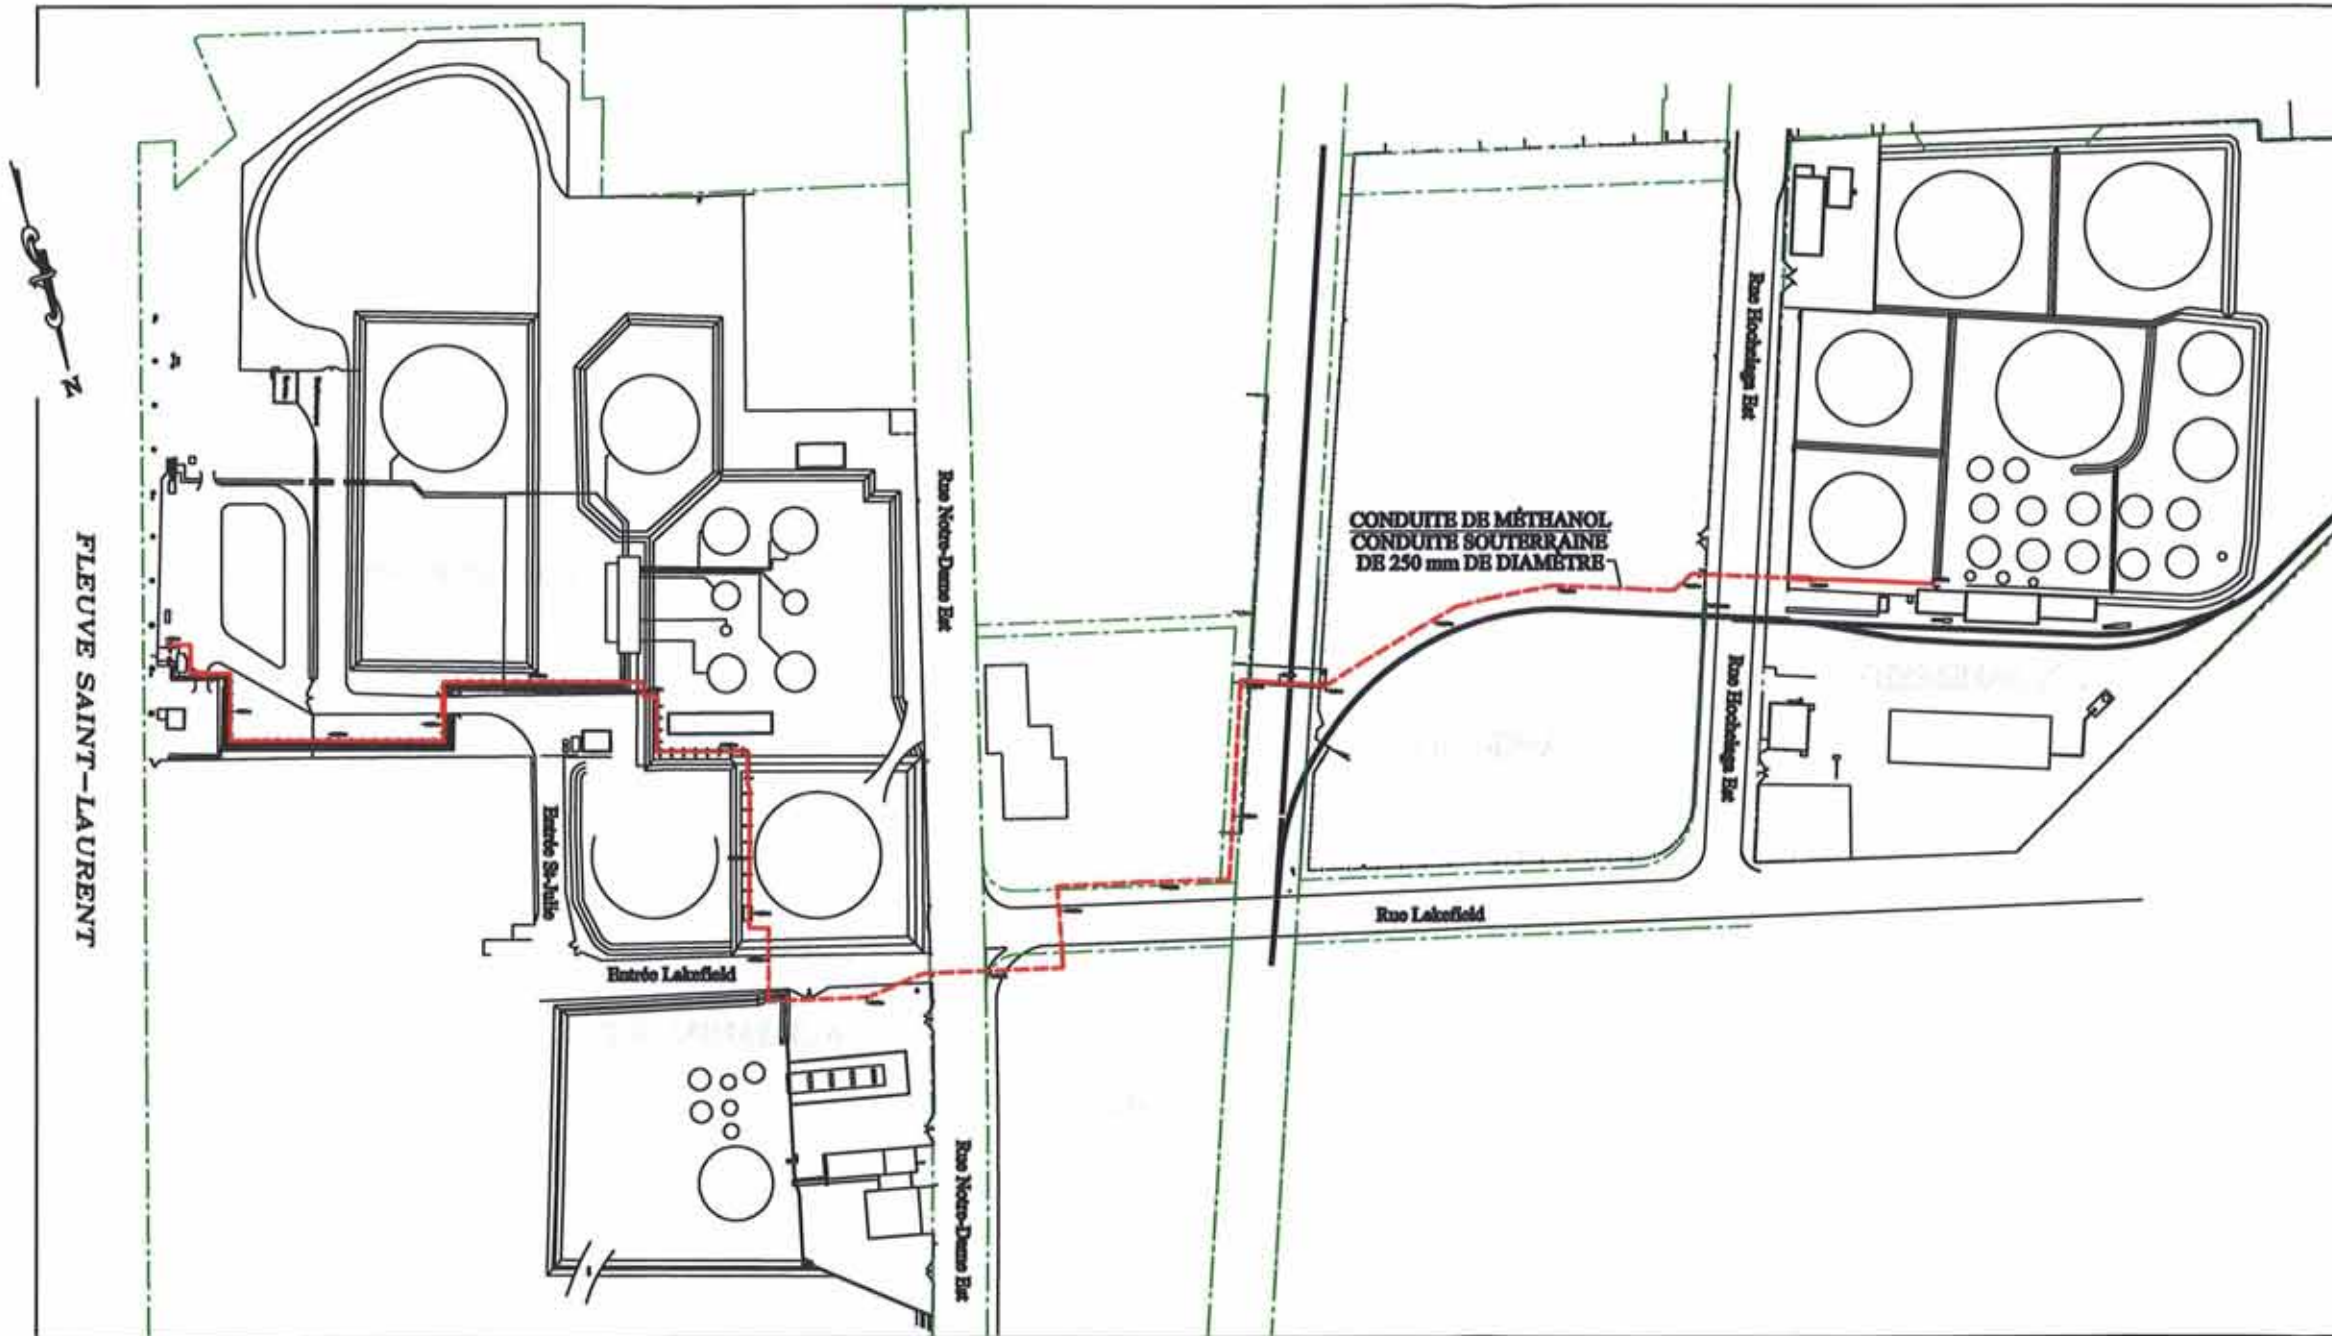 FLEUVE SAINT-LAURENT
N
Rue Notre-Dame Est
Entrée St-Julie
Entrée Lakefield
Rue Notre-Dame Est
CONDUITE DE MÉTHANOL
CONDUITE SOUTERRAINE
DE 250 mm DE DIAMÈTRE
Rue Lakefield
Rue Hochelaga Est
Rue Hochelaga Est